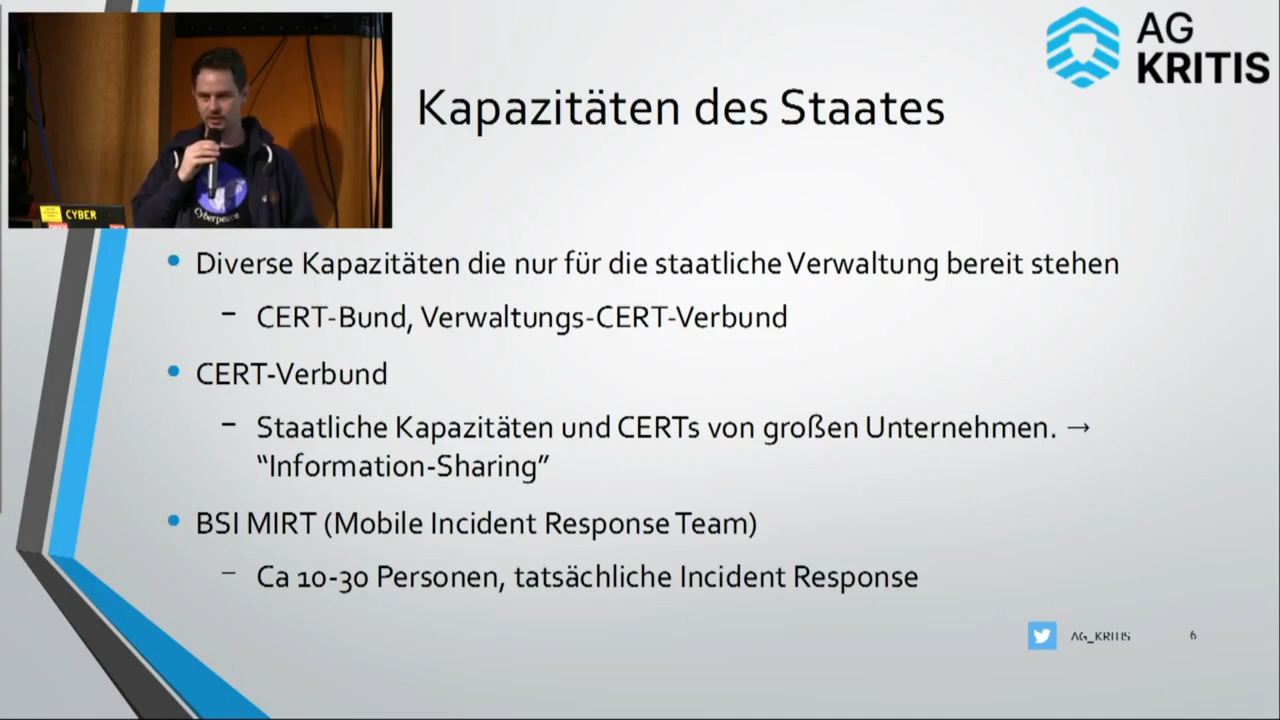 AG
KRITIS
Kapazitäten des Staates
CYBER
Cyberpeace
• Diverse Kapazitäten die nur für die staatliche Verwaltung bereit stehen
– CERT-Bund, Verwaltungs-CERT-Verbund
• CERT-Verbund
– Staatliche Kapazitäten und CERTs von großen Unternehmen. →
“Information-Sharing”
• BSI MIRT (Mobile Incident Response Team)
– Ca 10-30 Personen, tatsächliche Incident Response
AG_KRITIS 6